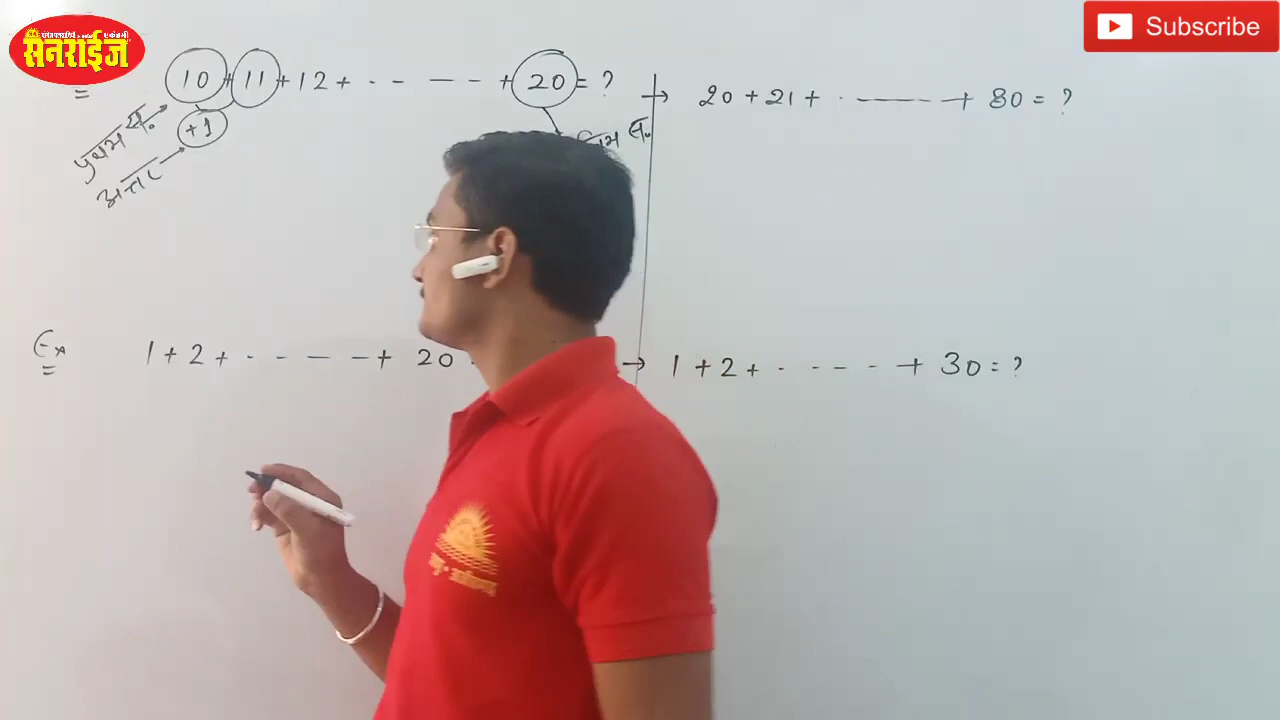 सनराईज
Subscribe
10 + 11 + 12 + - - — - - + 20 = ?
+1
प्रथम सं.
अन्तर
→ 20 + 21 + - ——— - + 80 = ?
Ex
1 + 2 + - - — — + 20
→ 1 + 2 + - - - - + 30 = ?